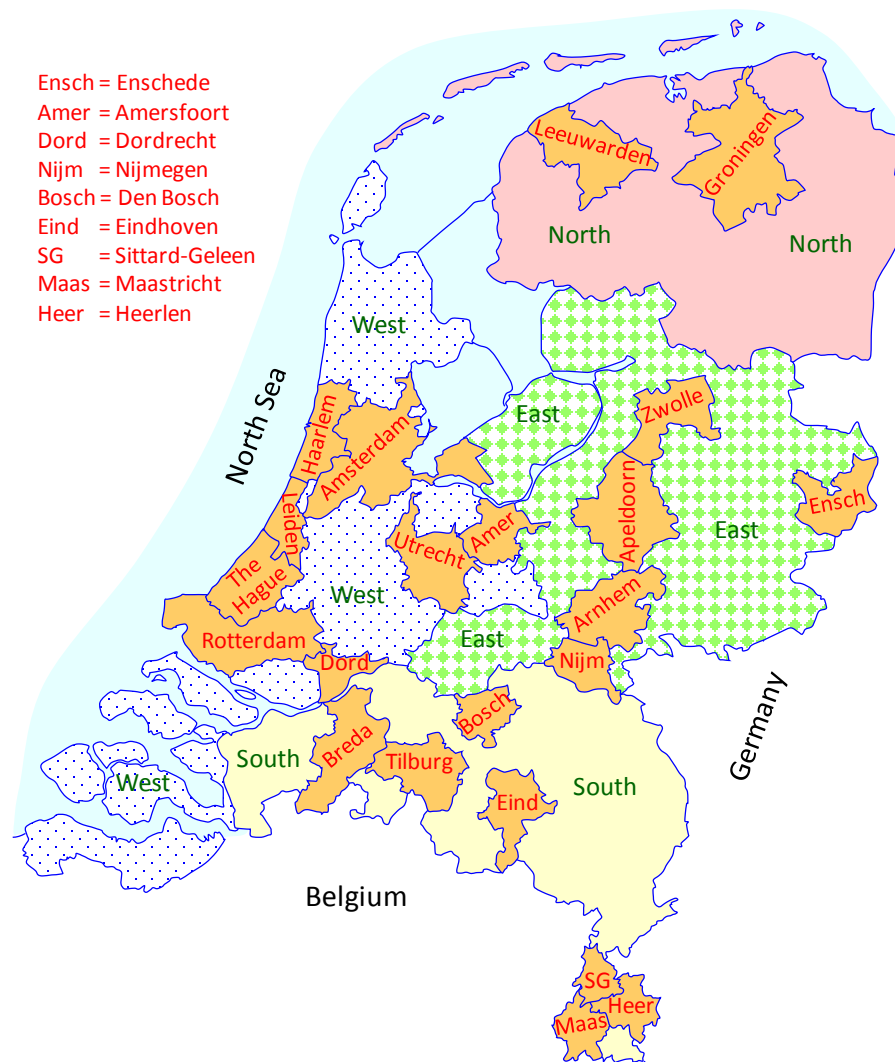 Ensch = Enschede
Amer = Amersfoort
Dord = Dordrecht
Nijm = Nijmegen
Bosch = Den Bosch
Eind = Eindhoven
SG = Sittard-Geleen
Maas = Maastricht
Heer = Heerlen
Leeuwarden
Groningen
North
North
West
North Sea
Haarlem
Amsterdam
East
Zwolle
Leiden
Utrecht
Amer
Apeldoorn
Ensch
East
The
Hague
West
Arnhem
Rotterdam
East
Dord
Nijm
Bosch
Germany
South
Breda
Tilburg
West
Eind
South
Belgium
SG
Heer
Maas